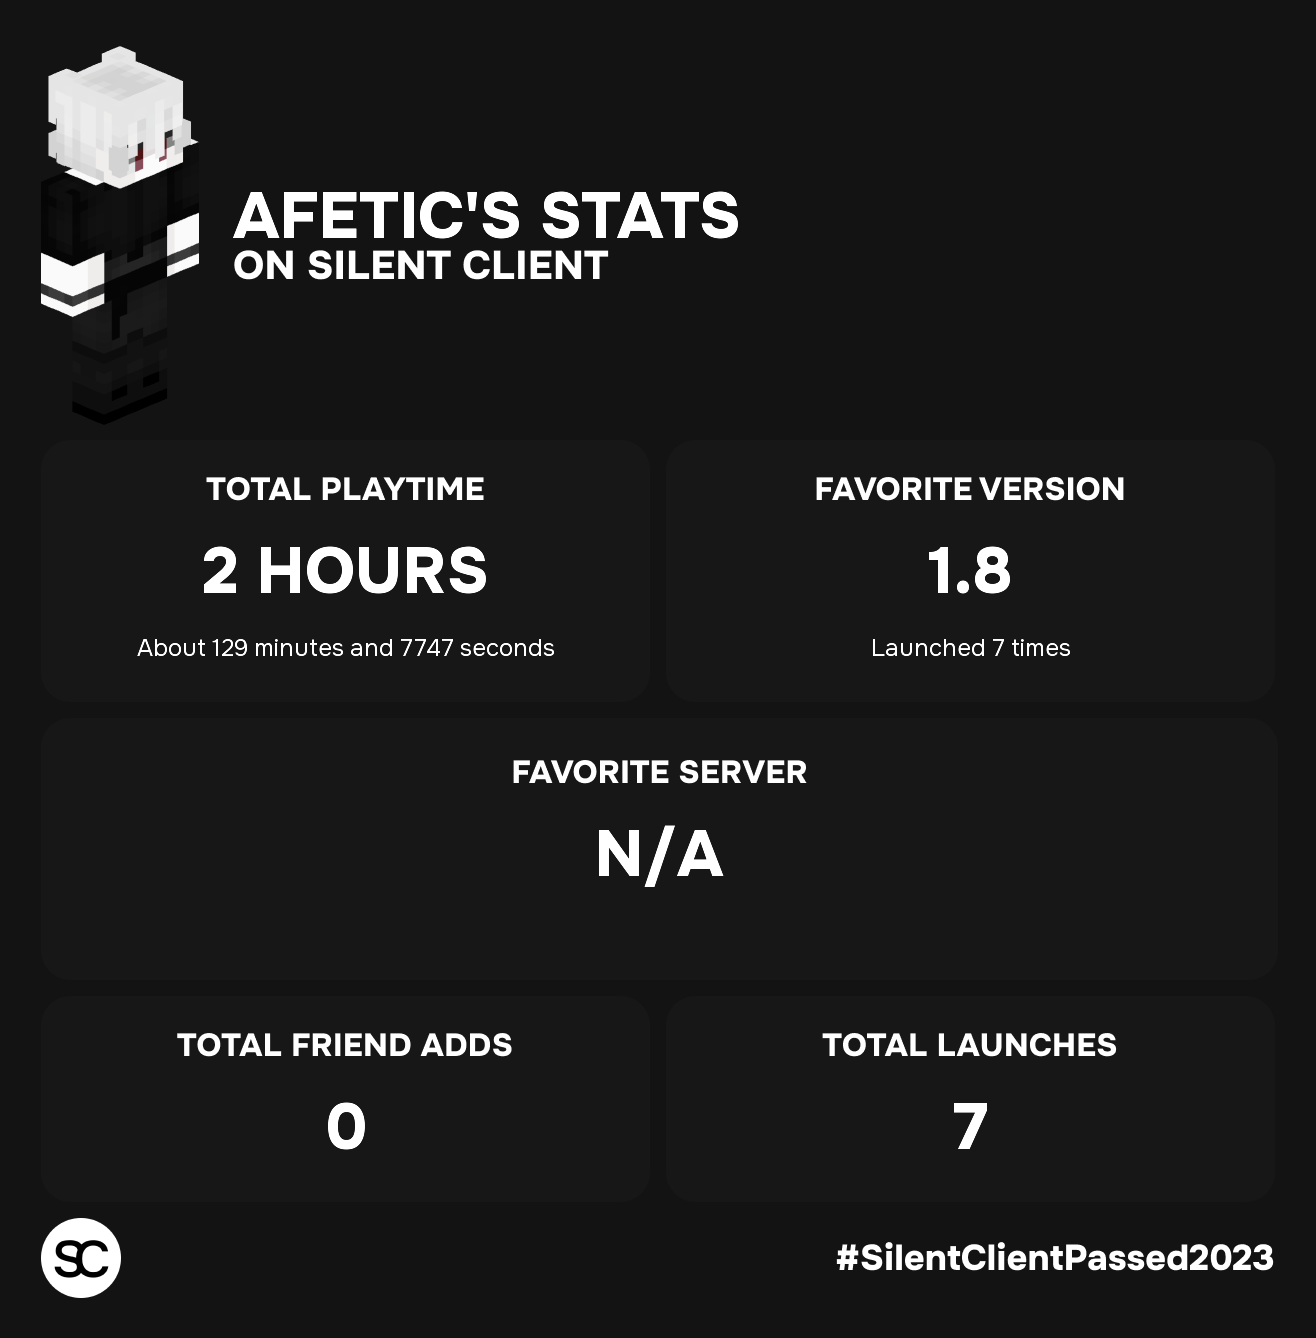 AFETIC'S STATS
ON SILENT CLIENT
TOTAL PLAYTIME
2 HOURS
About 129 minutes and 7747 seconds
FAVORITE VERSION
1.8
Launched 7 times
FAVORITE SERVER
N/A
TOTAL FRIEND ADDS
0
TOTAL LAUNCHES
7
SC
#SilentClientPassed2023